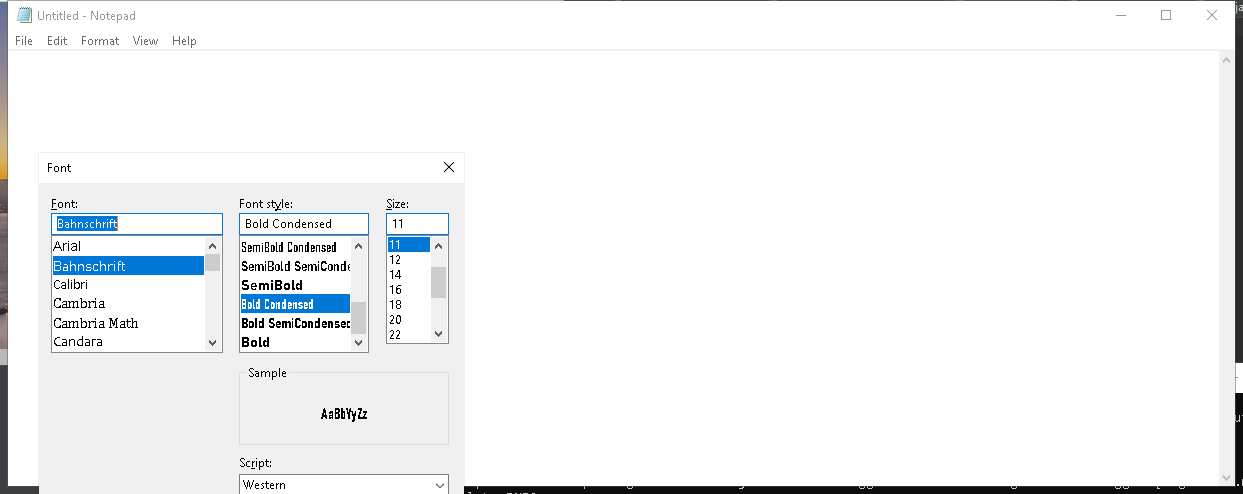 Untitled - Notepad
File Edit Format View Help
Font
Font: Font style: Size:
Bahnschrift Bold Condensed 11
Arial SemiBold Condensed 11
Bahnschrift SemiBold SemiConde 12
Calibri SemiBold 14
Cambria Bold Condensed 16
Cambria Math Bold SemiCondensed 18
Candara Bold 20
22
Sample
AaBbYyZz
Script:
Western